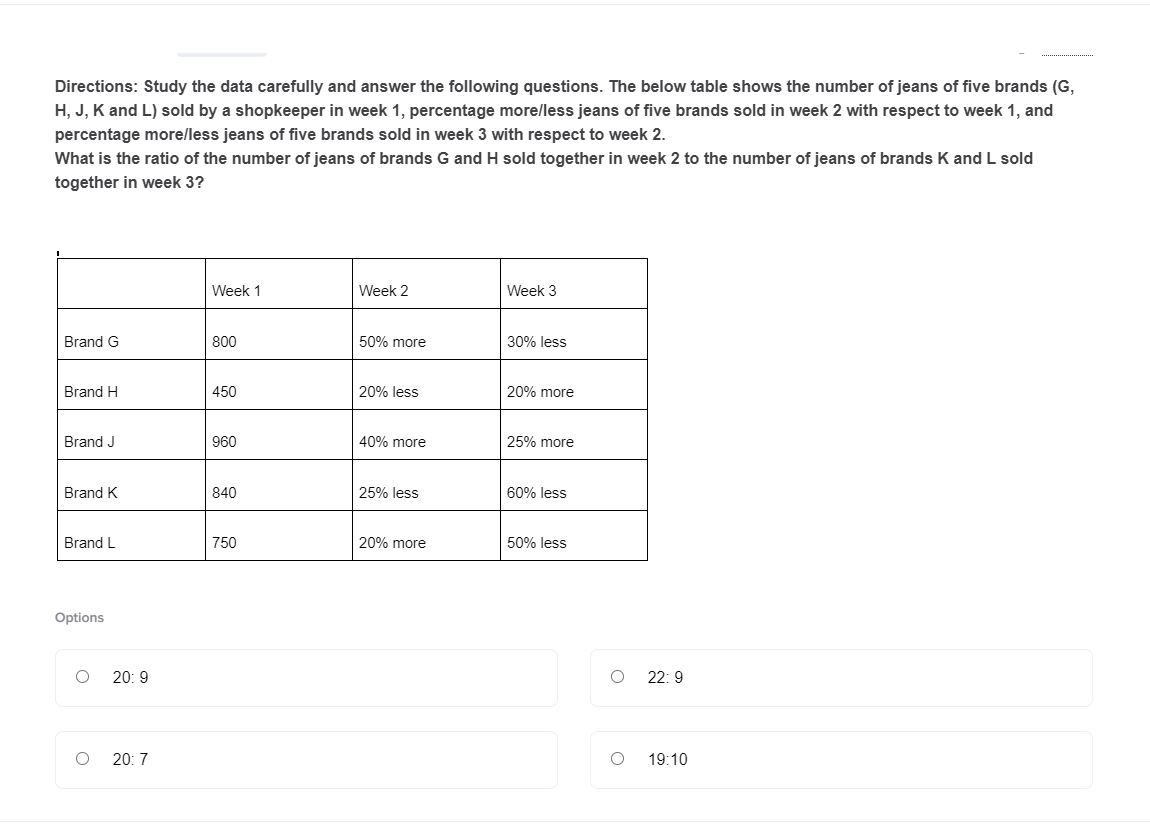 Directions: Study the data carefully and answer the following questions. The below table shows the number of jeans of five brands (G,
H, J, K and L) sold by a shopkeeper in week 1, percentage more/less jeans of five brands sold in week 2 with respect to week 1, and
percentage more/less jeans of five brands sold in week 3 with respect to week 2.
What is the ratio of the number of jeans of brands G and H sold together in week 2 to the number of jeans of brands K and L sold
together in week 3?
Week 1 Week 2 Week 3
Brand G 800 50% more 30% less
Brand H 450 20% less 20% more
Brand J 960 40% more 25% more
Brand K 840 25% less 60% less
Brand L 750 20% more 50% less
Options
20: 9 22: 9
20: 7 19:10